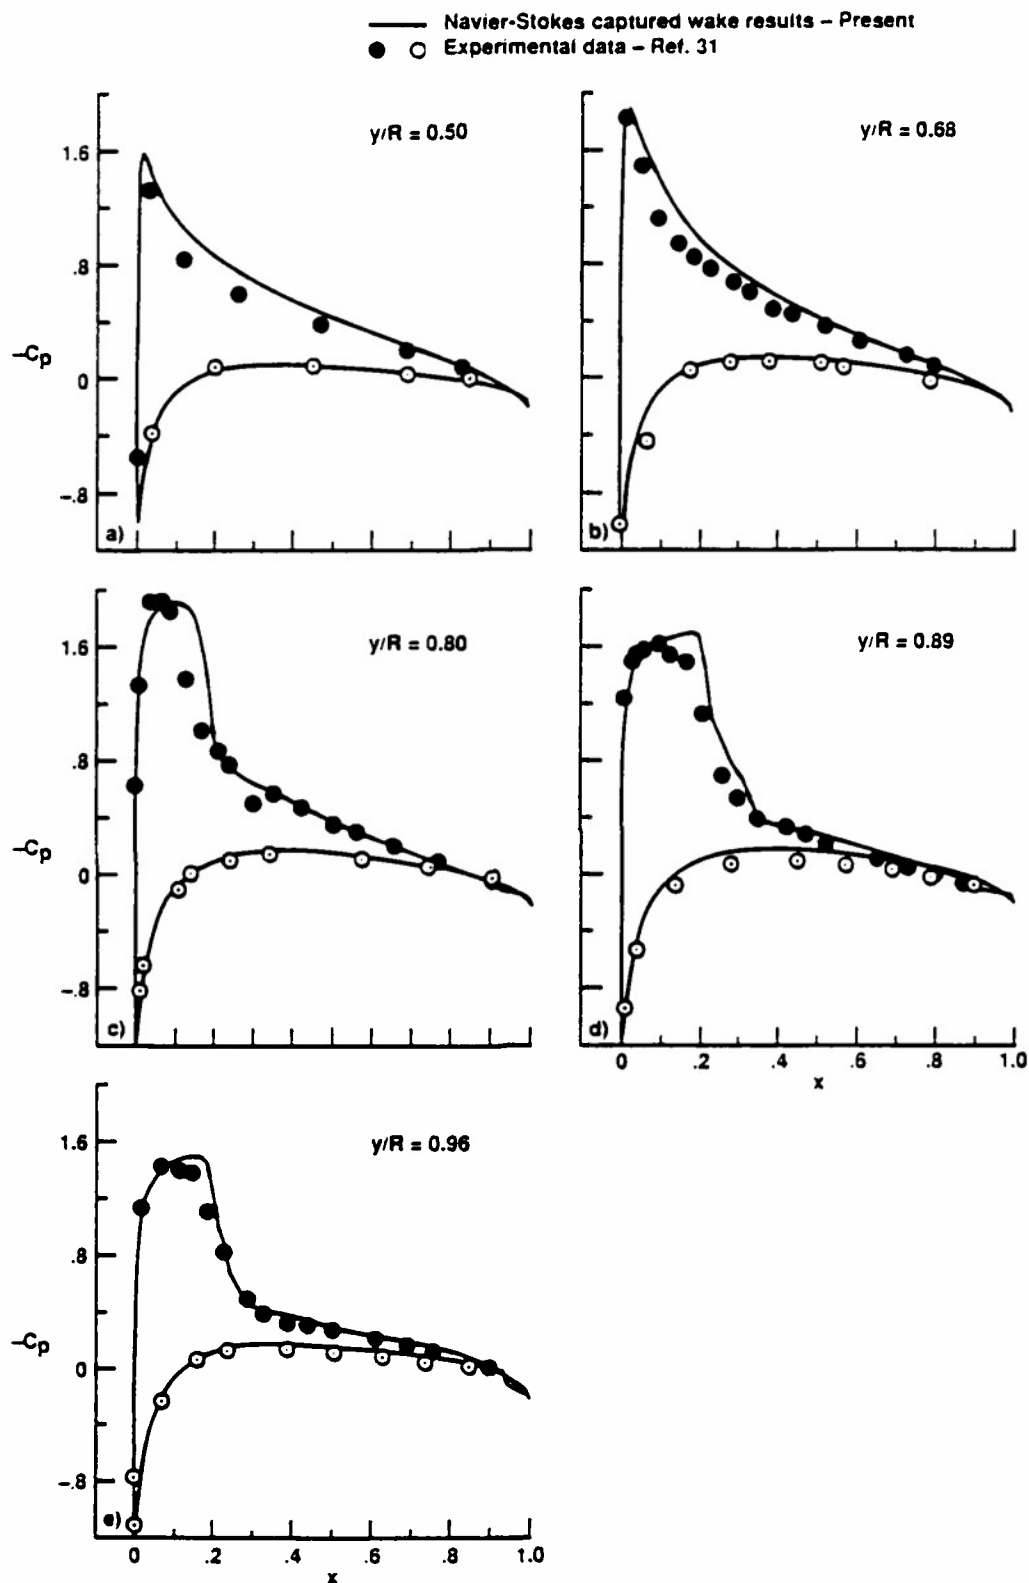 Navier-Stokes captured wake results – Present
Experimental data – Ref. 31
y/R = 0.50
1.6
.8
–Cp
0
–.8
a)
y/R = 0.68
b)
y/R = 0.80
1.6
.8
–Cp
0
–.8
c)
y/R = 0.89
d)
0 .2 .4 .6 .8 1.0
x
y/R = 0.96
1.6
.8
–Cp
0
–.8
e)
0 .2 .4 .6 .8 1.0
x